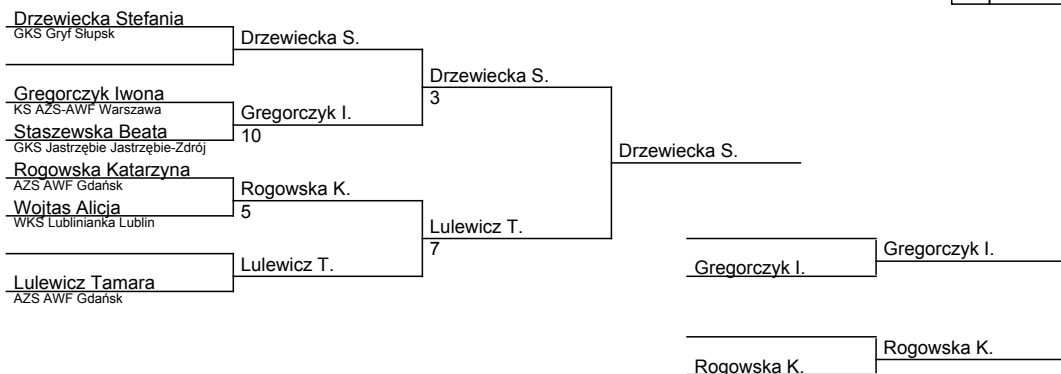 Drzewiecka Stefania
GKS Gryf Słupsk
Drzewiecka S.
Drzewiecka S.
3
Gregorczyk Iwona
KS AZS-AWF Warszawa
Gregorczyk I.
10
Staszewska Beata
GKS Jastrzębie Jastrzębie-Zdrój
Drzewiecka S.
Rogowska Katarzyna
AZS AWF Gdańsk
Rogowska K.
5
Wojtas Alicja
WKS Lublinianka Lublin
Lulewicz T.
7
Lulewicz T.
Lulewicz Tamara
AZS AWF Gdańsk
Gregorczyk I.
Gregorczyk I.
Rogowska K.
Rogowska K.